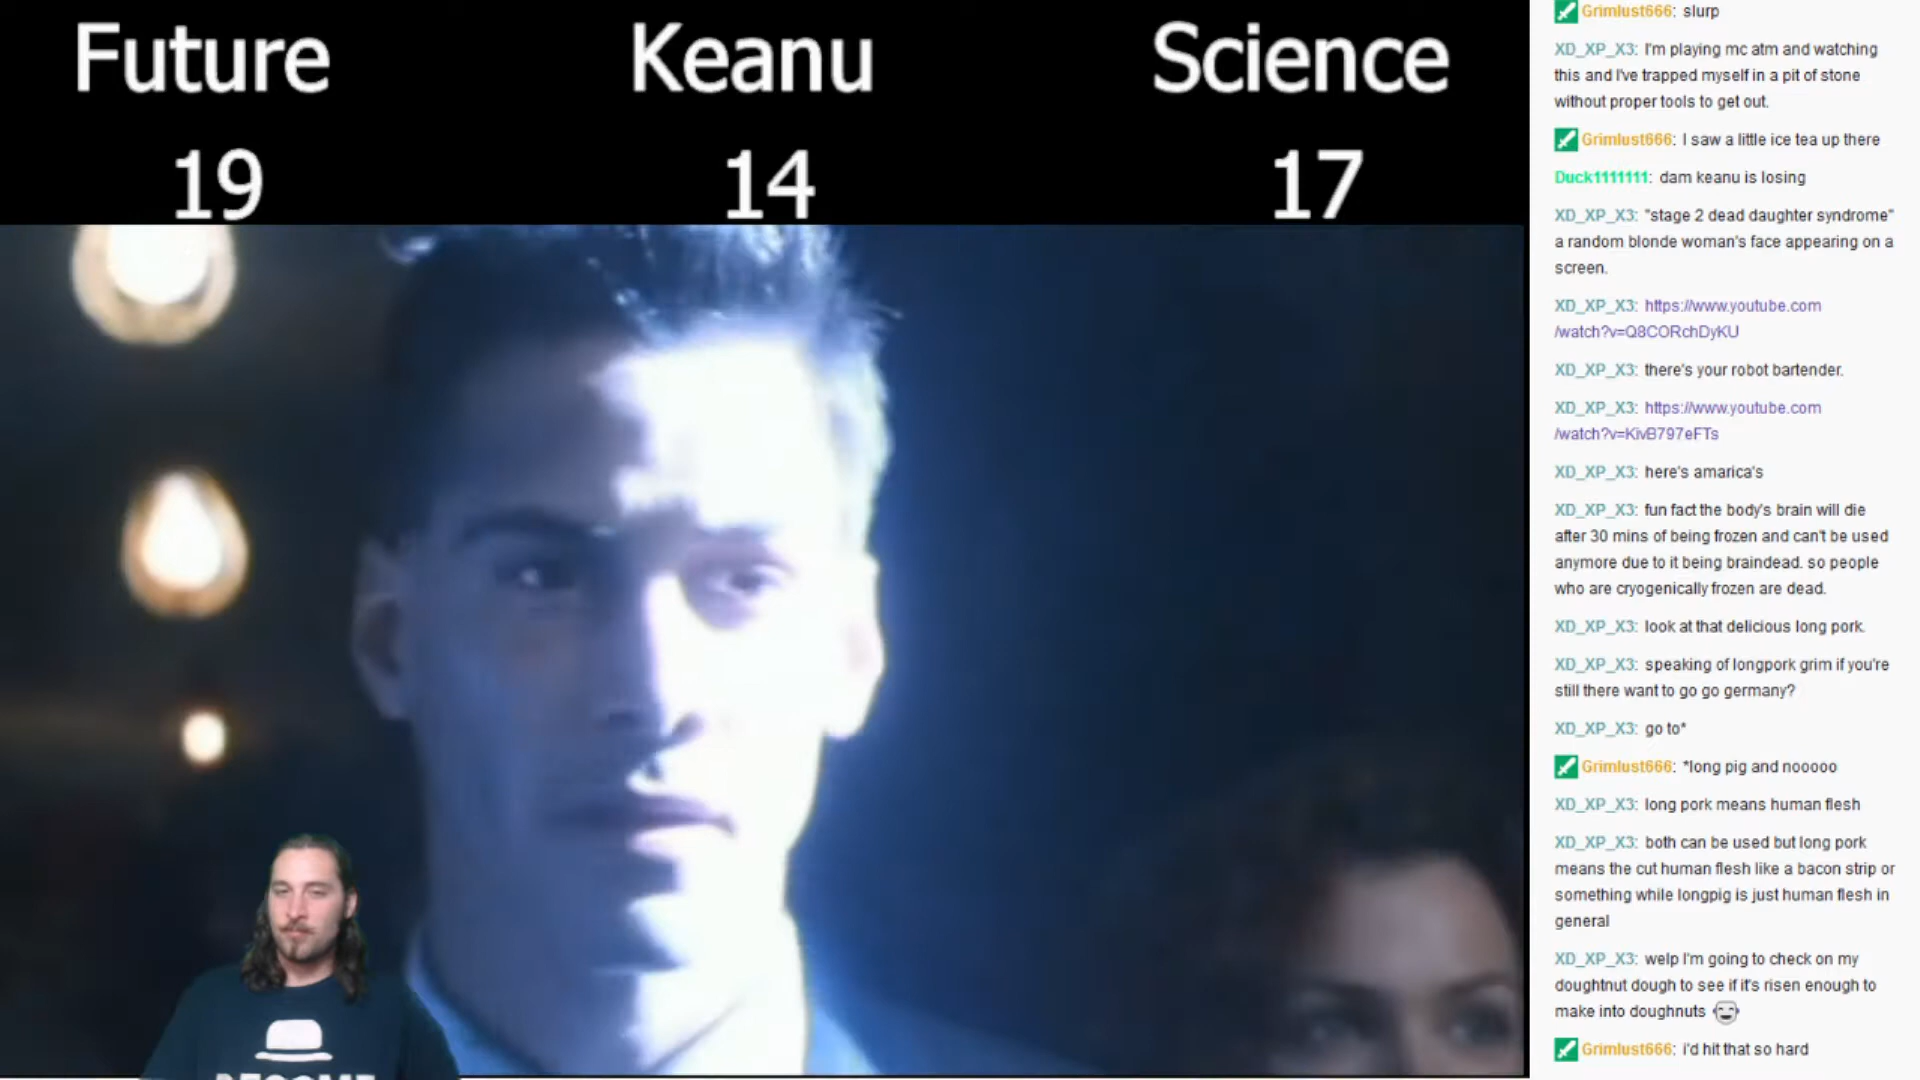 Future Keanu Science
19 14 17
Grimlust666: slurp
XD_XP_X3: I'm playing mc atm and watching
this and I've trapped myself in a pit of stone
without proper tools to get out.
Grimlust666: I saw a little ice tea up there
Duck1111111: dam keanu is losing
XD_XP_X3: "stage 2 dead daughter syndrome"
a random blonde woman's face appearing on a
screen.
XD_XP_X3: https://www.youtube.com
/watch?v=Q8CORchDyKU
XD_XP_X3: there's your robot bartender.
XD_XP_X3: https://www.youtube.com
/watch?v=KivB797eFTs
XD_XP_X3: here's amarica's
XD_XP_X3: fun fact the body's brain will die
after 30 mins of being frozen and can't be used
anymore due to it being braindead. so people
who are cryogenically frozen are dead.
XD_XP_X3: look at that delicious long pork.
XD_XP_X3: speaking of longpork grim if you're
still there want to go go germany?
XD_XP_X3: go to*
Grimlust666: *long pig and nooooo
XD_XP_X3: long pork means human flesh
XD_XP_X3: both can be used but long pork
means the cut human flesh like a bacon strip or
something while longpig is just human flesh in
general
XD_XP_X3: welp I'm going to check on my
doughtnut dough to see if it's risen enough to
make into doughnuts
Grimlust666: i'd hit that so hard
BECOME